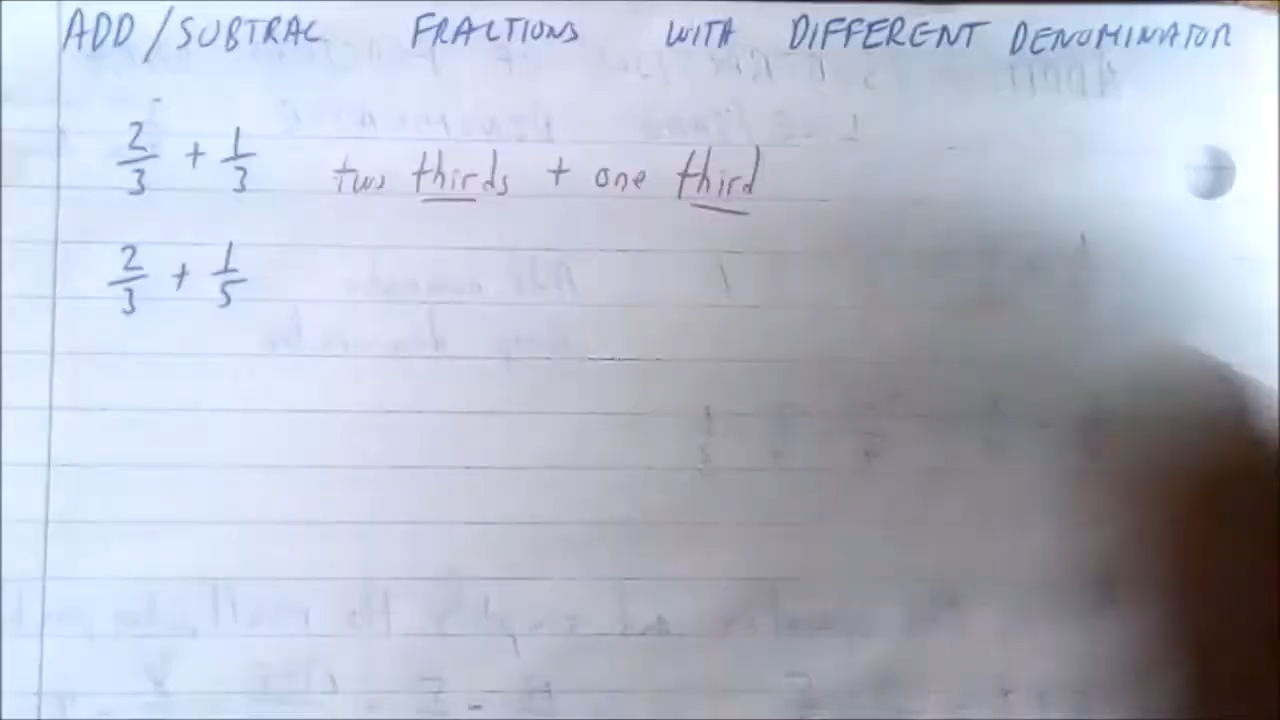 ADD/SUBTRAC FRACTIONS WITH DIFFERENT DENOMINATOR
2/3 + 1/3 two thirds + one third
2/3 + 1/5